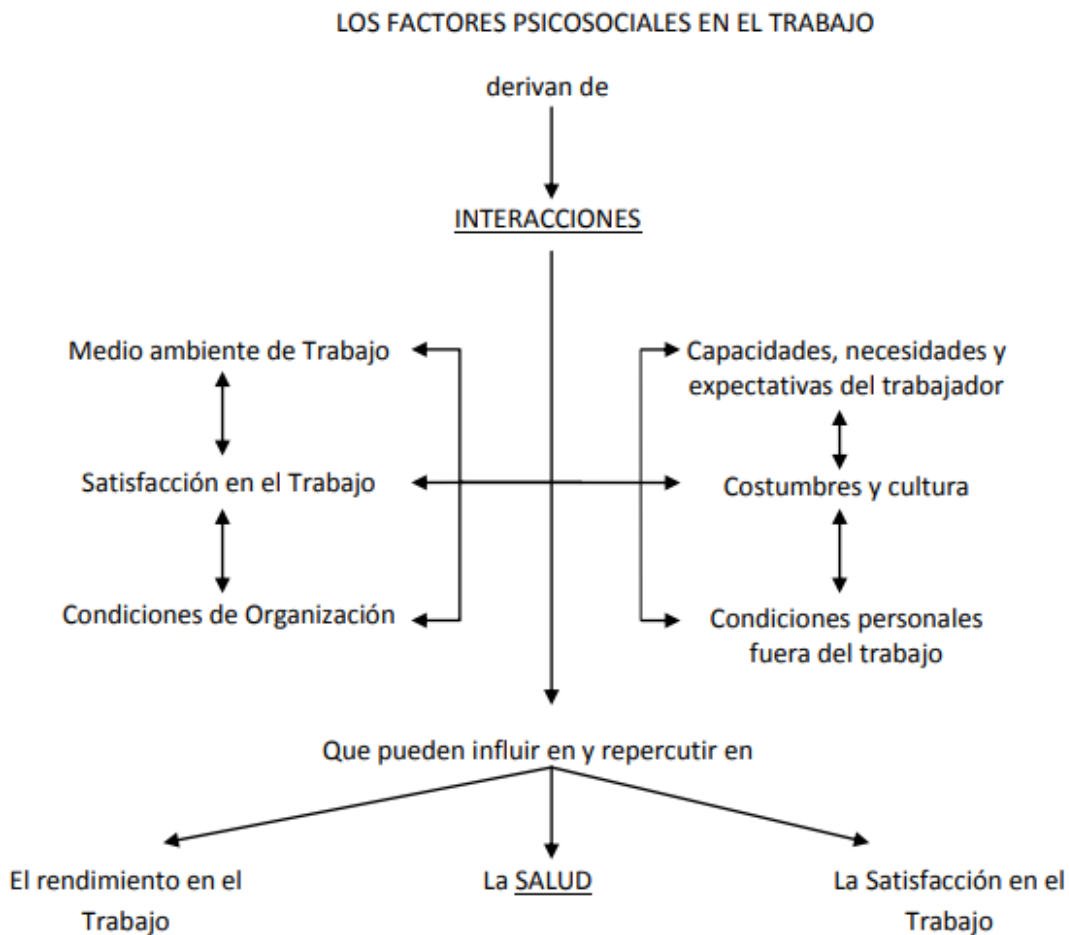 LOS FACTORES PSICOSOCIALES EN EL TRABAJO
derivan de
INTERACCIONES
Medio ambiente de Trabajo
Satisfacción en el Trabajo
Condiciones de Organización
Capacidades, necesidades y
expectativas del trabajador
Costumbres y cultura
Condiciones personales
fuera del trabajo
Que pueden influir en y repercutir en
El rendimiento en el
Trabajo
La SALUD
La Satisfacción en el
Trabajo